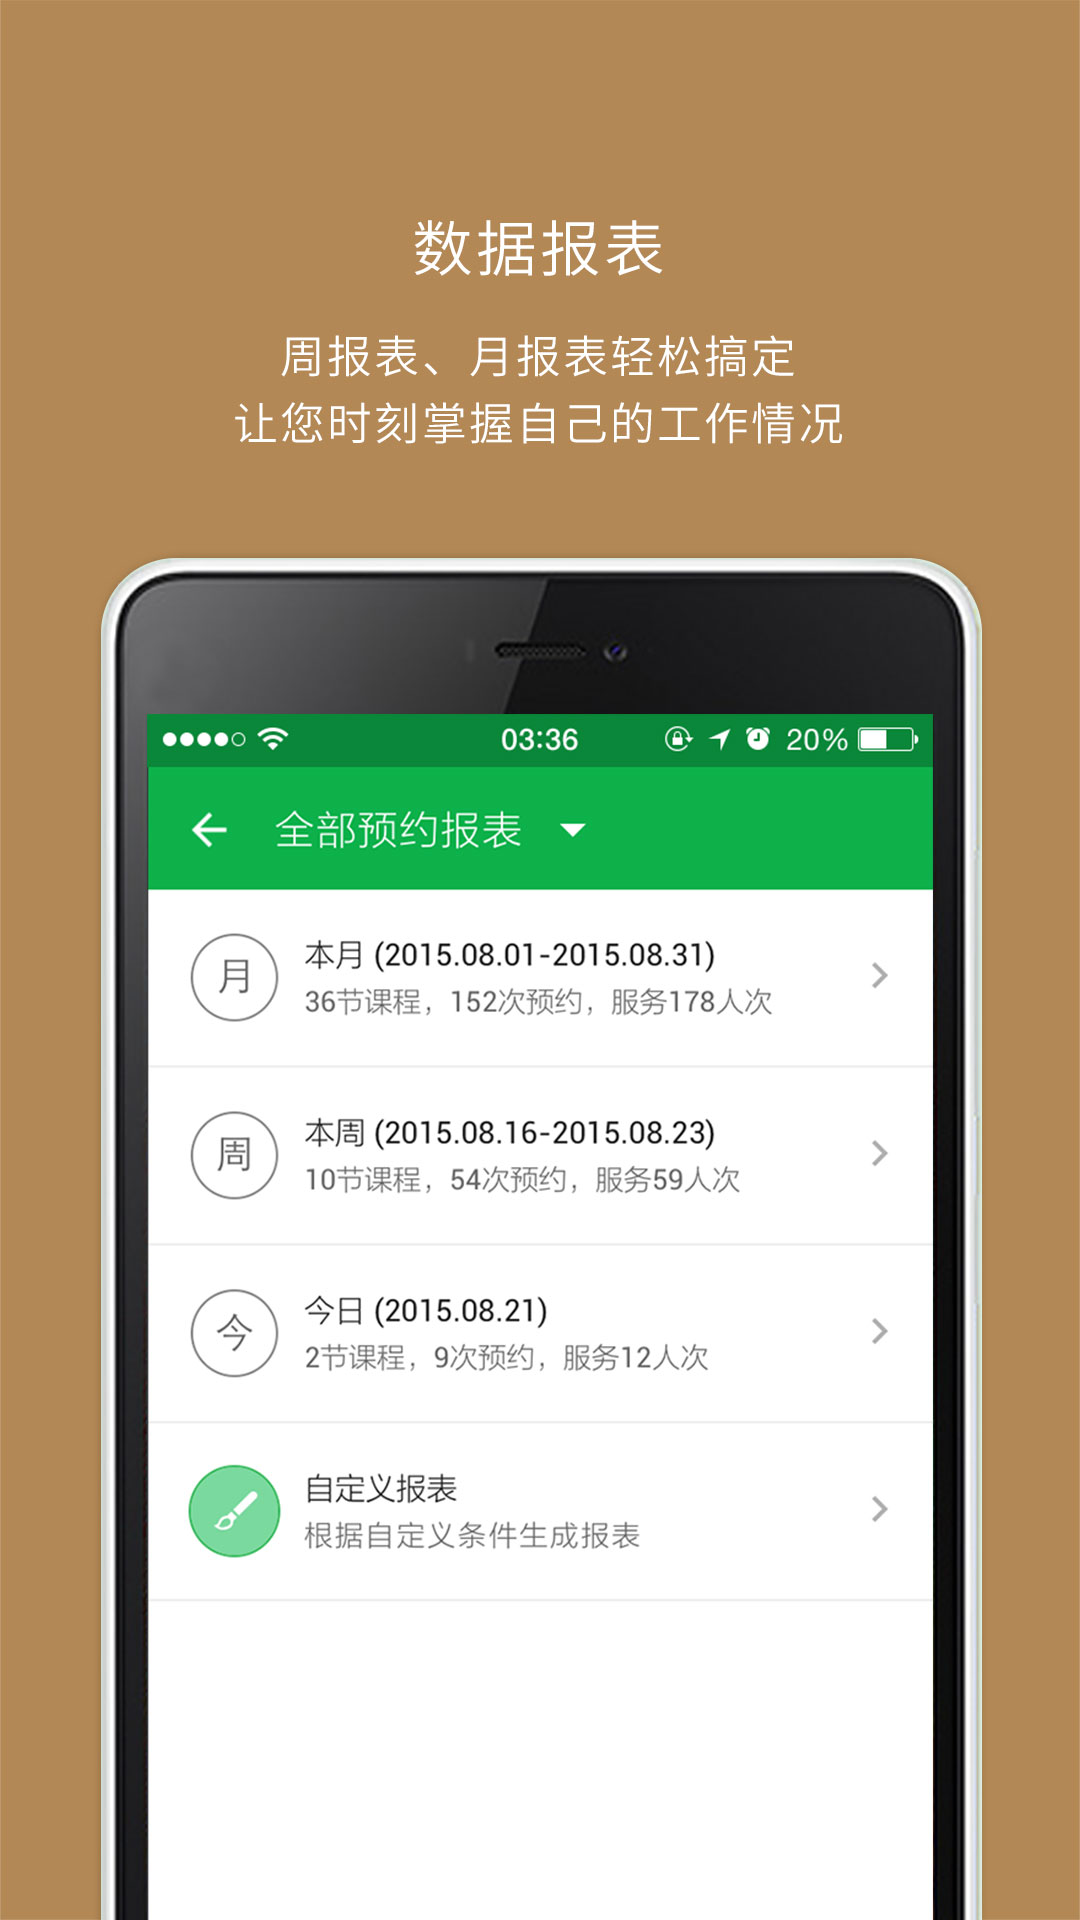 数据报表
周报表、月报表轻松搞定
让您时刻掌握自己的工作情况
03:36
20%
全部预约报表
月
本月 (2015.08.01-2015.08.31)
36节课程，152次预约，服务178人次
周
本周 (2015.08.16-2015.08.23)
10节课程，54次预约，服务59人次
今
今日 (2015.08.21)
2节课程，9次预约，服务12人次
自定义报表
根据自定义条件生成报表